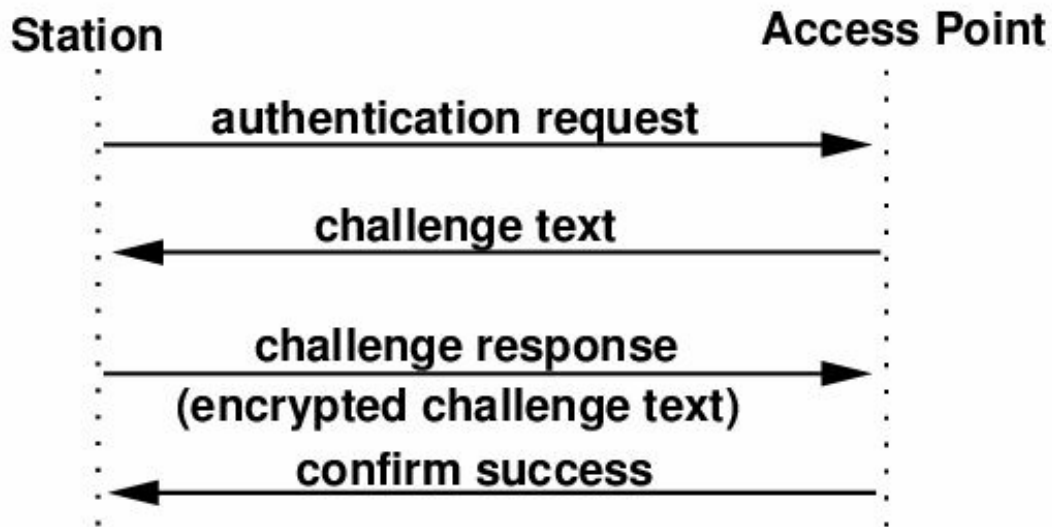 Station
Access Point
authentication request
challenge text
challenge response
(encrypted challenge text)
confirm success